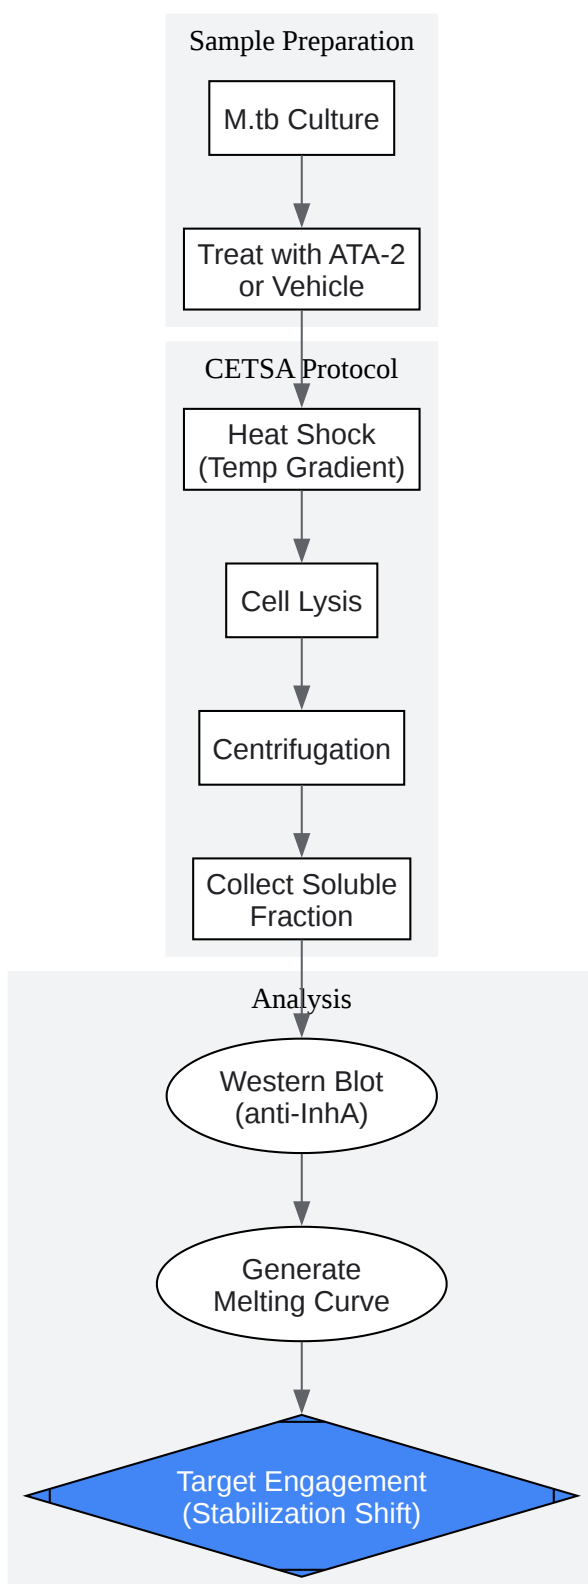 Sample Preparation
M.tb Culture
Treat with ATA-2
or Vehicle
CETSA Protocol
Heat Shock
(Temp Gradient)
Cell Lysis
Centrifugation
Collect Soluble
Fraction
Analysis
Western Blot
(anti-InhA)
Generate
Melting Curve
Target Engagement
(Stabilization Shift)